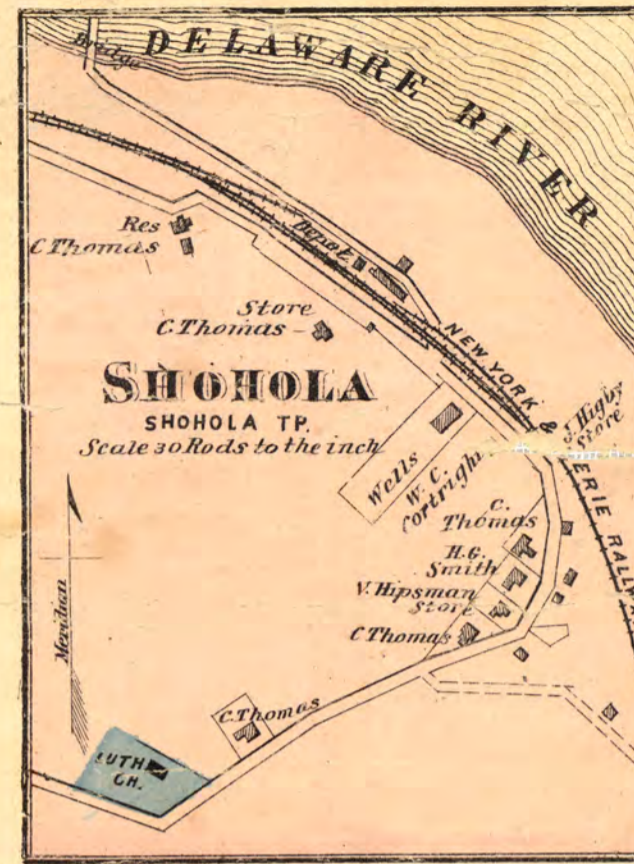 Bridge
DELAWARE RIVER
Res
C Thomas
Depot
Store
C. Thomas
SHOHOLA
SHOHOLA TP.
Scale 30 Rods to the inch
NEW YORK & ERIE RALLWA
Higby
Store
Wells
W. C.
Cortright
C.
Thomas
H.G.
Smith
V. Hipsman
Store
C Thomas
Meridian
C. Thomas
LUTH
CH.